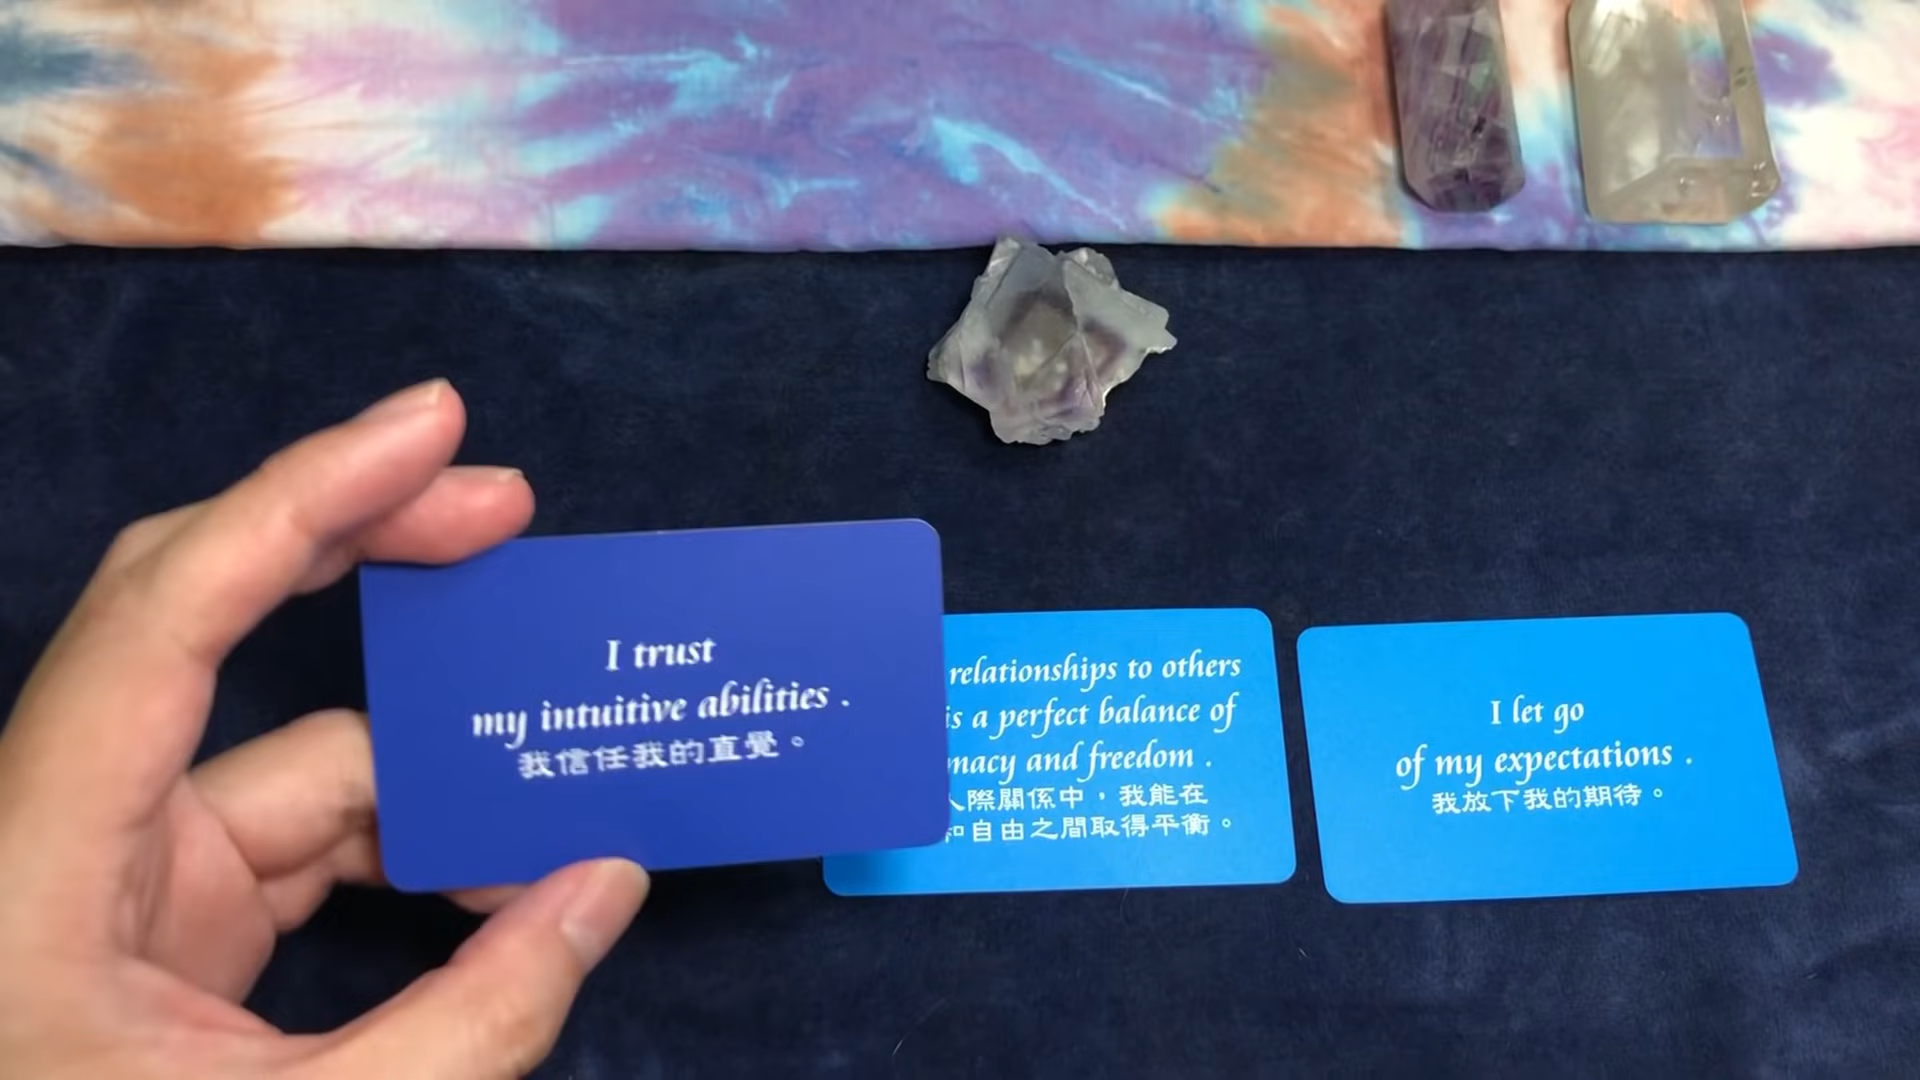 I trust
my intuitive abilities .
我信任我的直覺。
relationships to others
is a perfect balance of
macy and freedom .
人際關係中，我能在
和自由之間取得平衡。
I let go
of my expectations .
我放下我的期待。